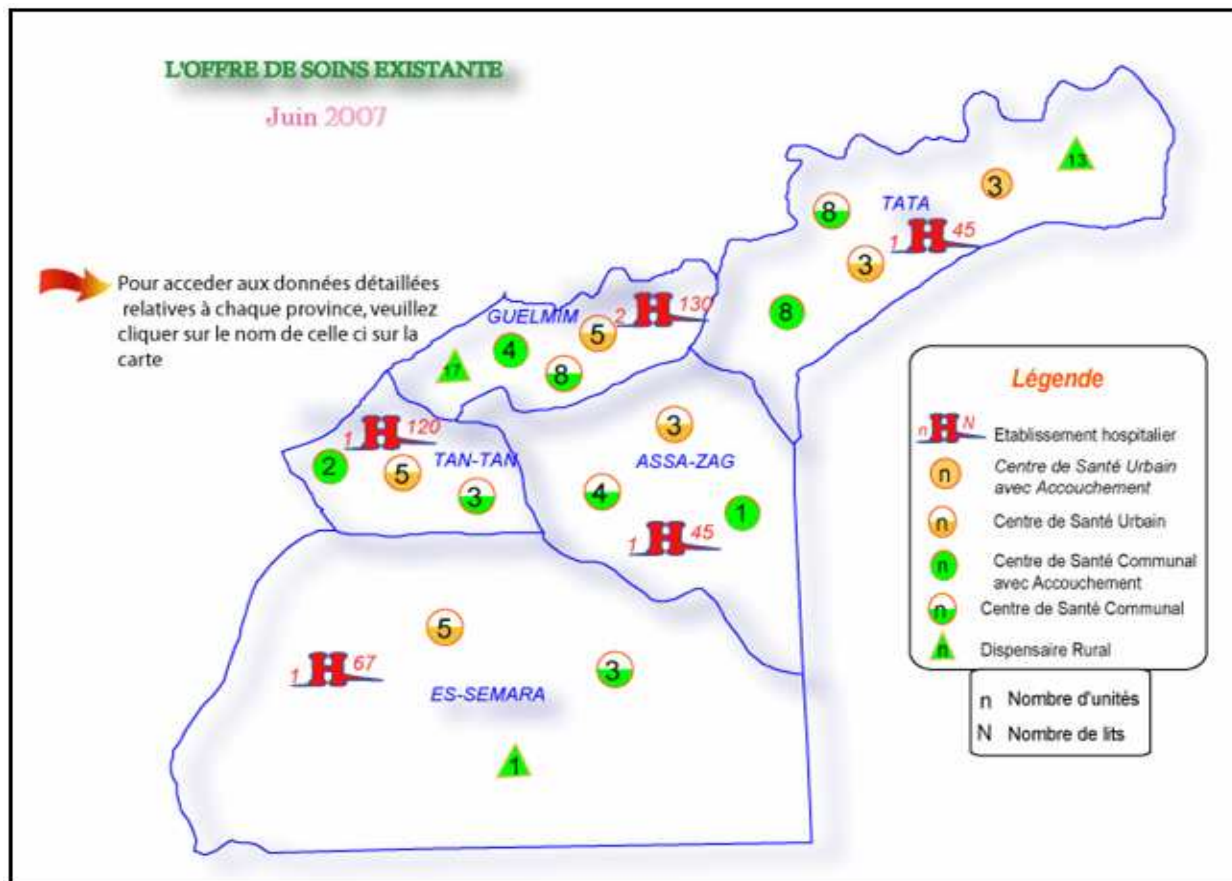 L'OFFRE DE SOINS EXISTANTE
Juin 2007
Pour acceder aux données détaillées
relatives à chaque province, veuillez
cliquer sur le nom de celle ci sur la
carte
13
3
8
TATA
1 H 45
3
8
GUELMIM
2 H 130
5
4
8
17
1 H 120
2
TAN-TAN
5
3
3
ASSA-ZAG
4
1
1 H 45
5
1 H 67
3
ES-SEMARA
1
Légende
n H N Etablissement hospitalier
n Centre de Santé Urbain
avec Accouchement
n Centre de Santé Urbain
n Centre de Santé Communal
avec Accouchement
n Centre de Santé Communal
n Dispensaire Rural
n Nombre d'unités
N Nombre de lits